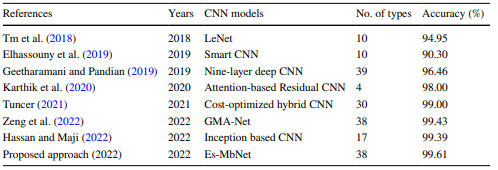 References Years CNN models No. of types Accuracy (%)
Tm et al. (2018) 2018 LeNet 10 94.95
Elhassouny et al. (2019) 2019 Smart CNN 10 90.30
Geetharamani and Pandian (2019) 2019 Nine-layer deep CNN 39 96.46
Karthik et al. (2020) 2020 Attention-based Residual CNN 4 98.00
Tuncer (2021) 2021 Cost-optimized hybrid CNN 30 99.00
Zeng et al. (2022) 2022 GMA-Net 38 99.43
Hassan and Maji (2022) 2022 Inception based CNN 17 99.39
Proposed approach (2022) 2022 Es-MbNet 38 99.61